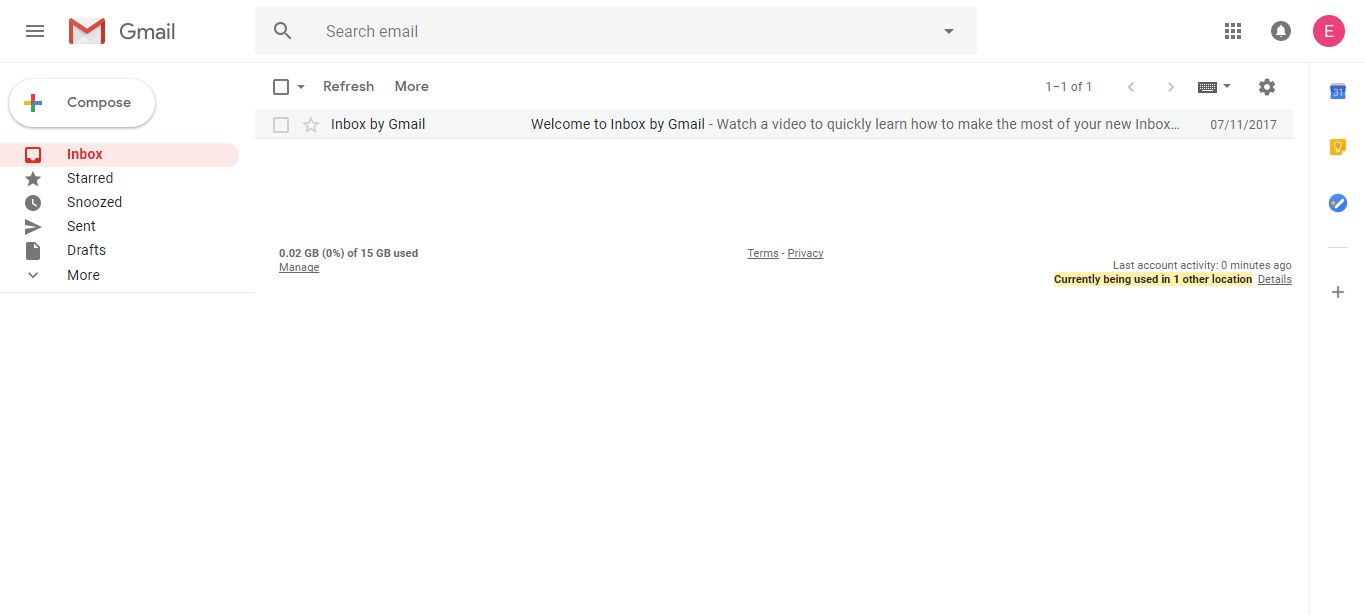 Gmail
Search email
E
Compose
Refresh More 1–1 of 1
31
Inbox by Gmail Welcome to Inbox by Gmail - Watch a video to quickly learn how to make the most of your new Inbox… 07/11/2017
Inbox
Starred
Snoozed
Sent
Drafts
More
0.02 GB (0%) of 15 GB used
Manage
Terms - Privacy
Last account activity: 0 minutes ago
Currently being used in 1 other location Details